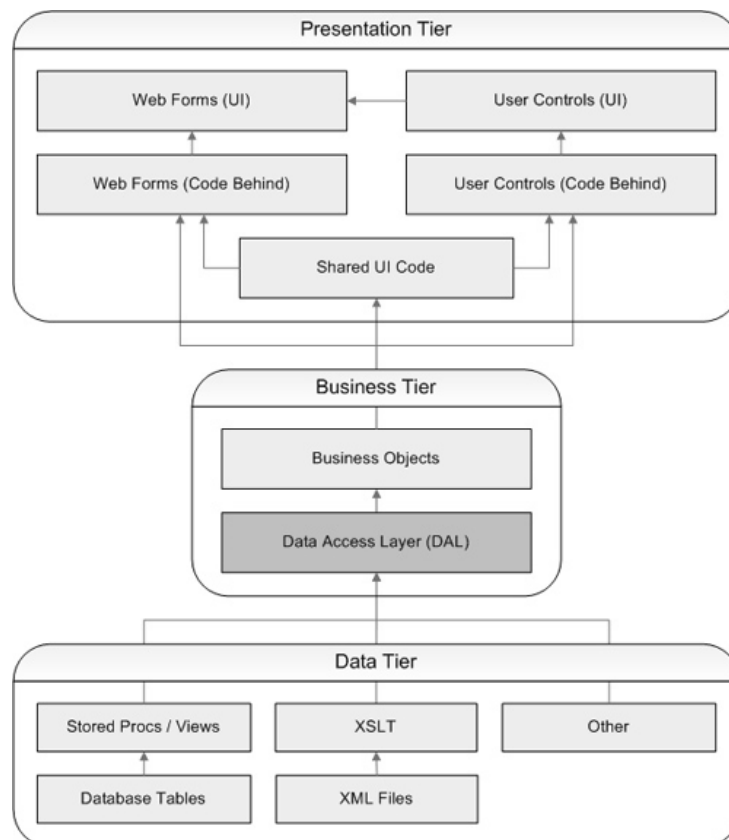 Presentation Tier
Web Forms (UI)
User Controls (UI)
Web Forms (Code Behind)
User Controls (Code Behind)
Shared UI Code
Business Tier
Business Objects
Data Access Layer (DAL)
Data Tier
Stored Procs / Views
XSLT
Other
Database Tables
XML Files